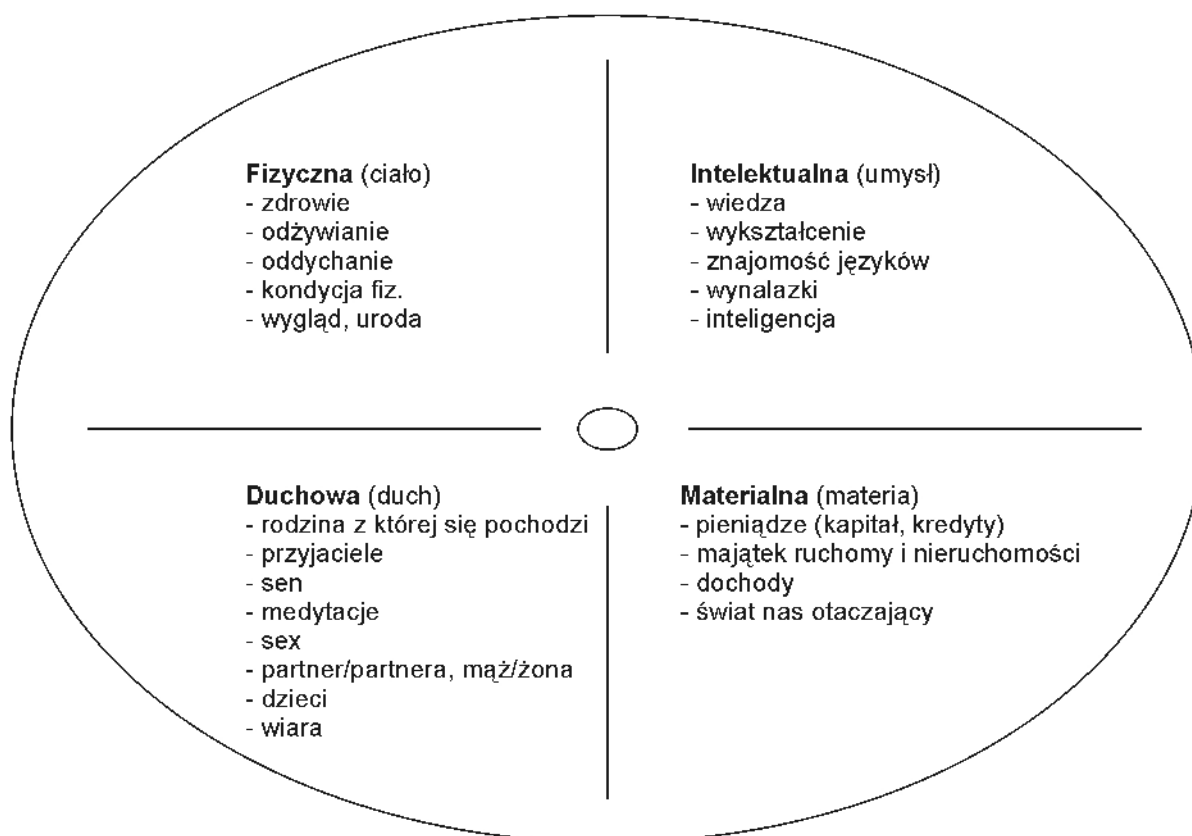 Fizyczna (ciało)
- zdrowie
- odżywianie
- oddychanie
- kondycja fiz.
- wygląd, uroda
Intelektualna (umysł)
- wiedza
- wykształcenie
- znajomość języków
- wynalazki
- inteligencja
Duchowa (duch)
- rodzina z której się pochodzi
- przyjaciele
- sen
- medytacje
- sex
- partner/partnera, mąż/żona
- dzieci
- wiara
Materialna (materia)
- pieniądze (kapitał, kredyty)
- majątek ruchomy i nieruchomości
- dochody
- świat nas otaczający